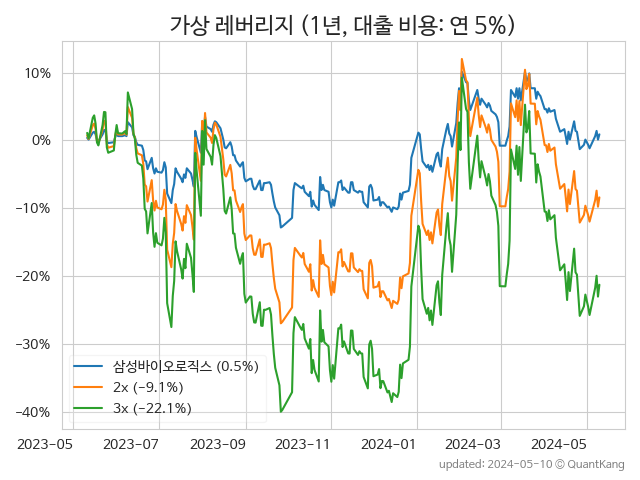 가상 레버리지 (1년, 대출 비용: 연 5%)
10%
0%
−10%
−20%
−30%
−40%
삼성바이오로직스 (0.5%)
2x (−9.1%)
3x (−22.1%)
2023-05 2023-07 2023-09 2023-11 2024-01 2024-03 2024-05
updated: 2024-05-10 © QuantKang